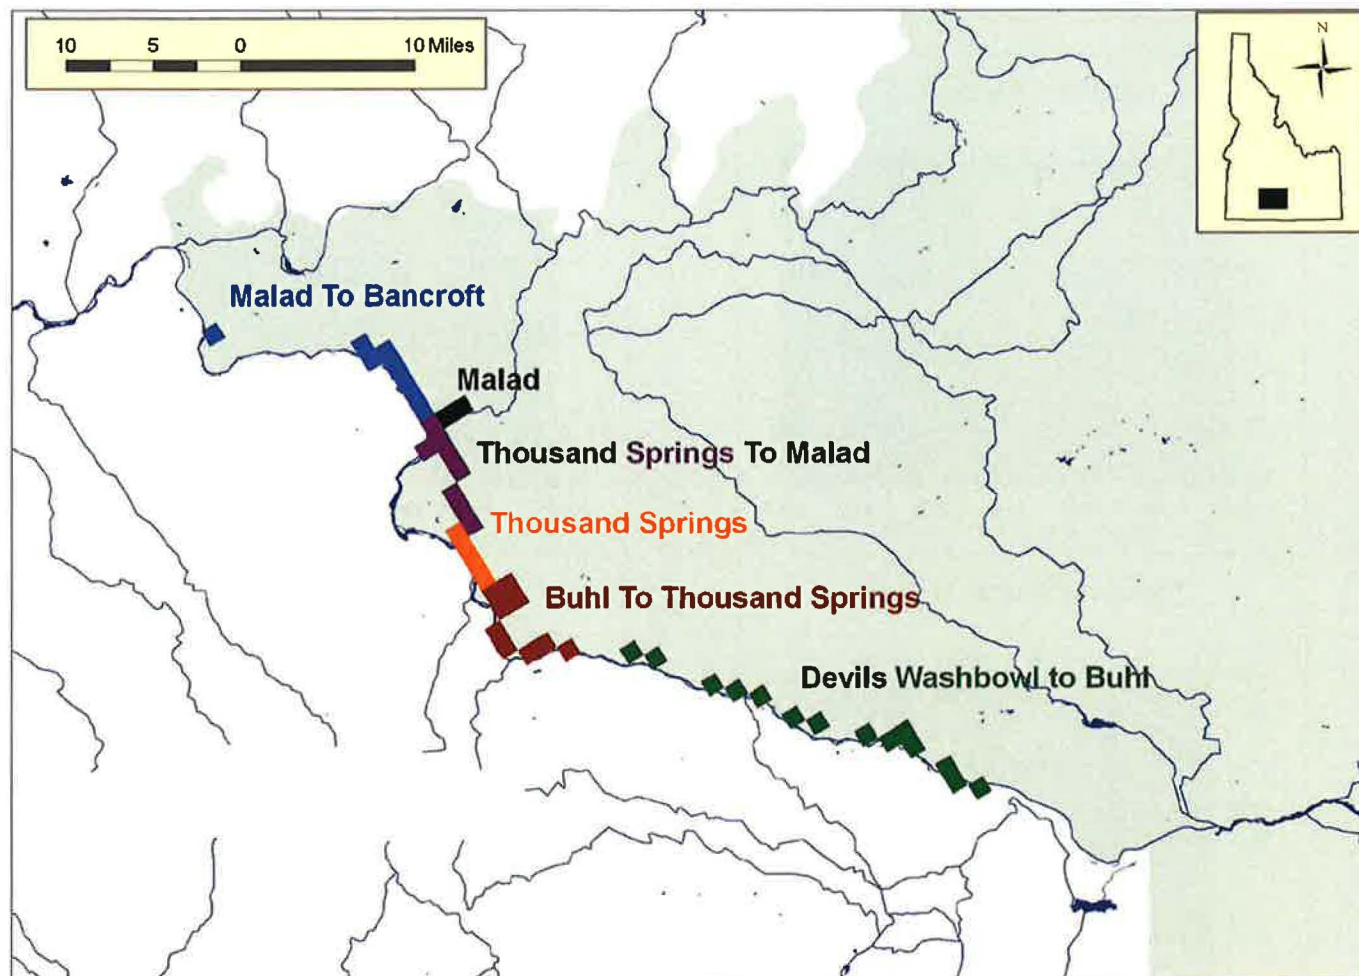 10 5 0 10 Miles
N
Malad To Bancroft
Malad
Thousand Springs To Malad
Thousand Springs
Buhl To Thousand Springs
Devils Washbowl to Buhl